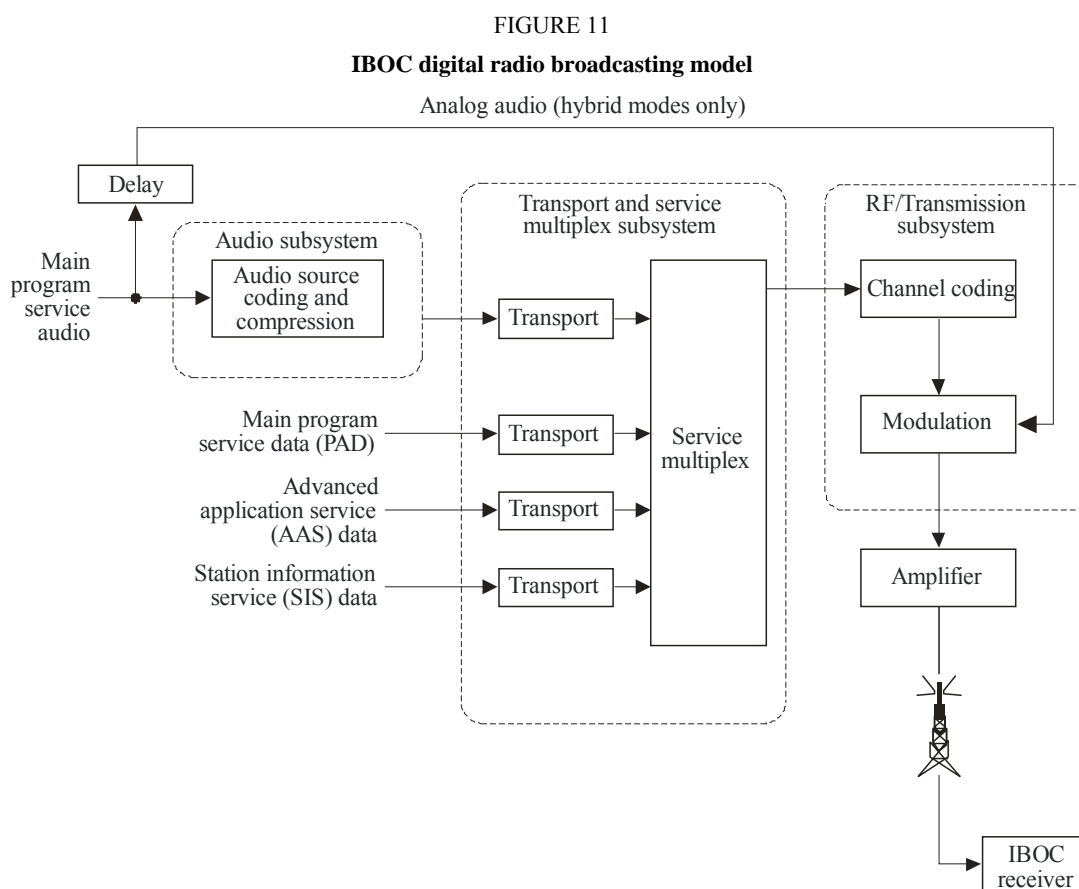 FIGURE 11
IBOC digital radio broadcasting model
Analog audio (hybrid modes only)
Delay
Main
program
service
audio
Audio subsystem
Audio source
coding and
compression
Transport and service
multiplex subsystem
Transport
Main program
service data (PAD)
Transport
Advanced
application service
(AAS) data
Transport
Station information
service (SIS) data
Transport
Service
multiplex
RF/Transmission
subsystem
Channel coding
Modulation
Amplifier
IBOC
receiver